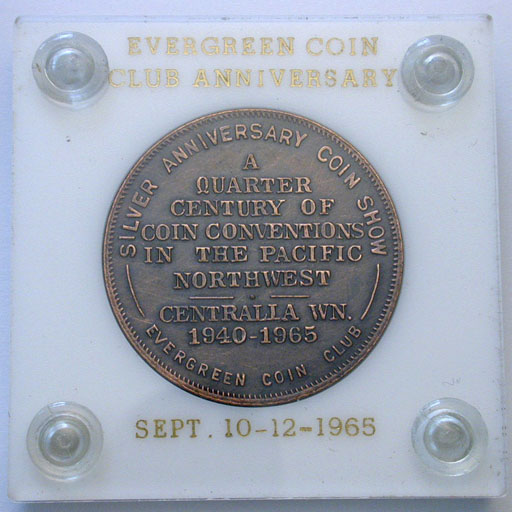 EVERGREEN COIN
CLUB ANNIVERSARY
SILVER ANNIVERSARY COIN SHOW
A
QUARTER
CENTURY OF
COIN CONVENTIONS
IN THE PACIFIC
NORTHWEST
CENTRALIA WN.
1940-1965
EVERGREEN COIN CLUB
SEPT. 10-12-1965